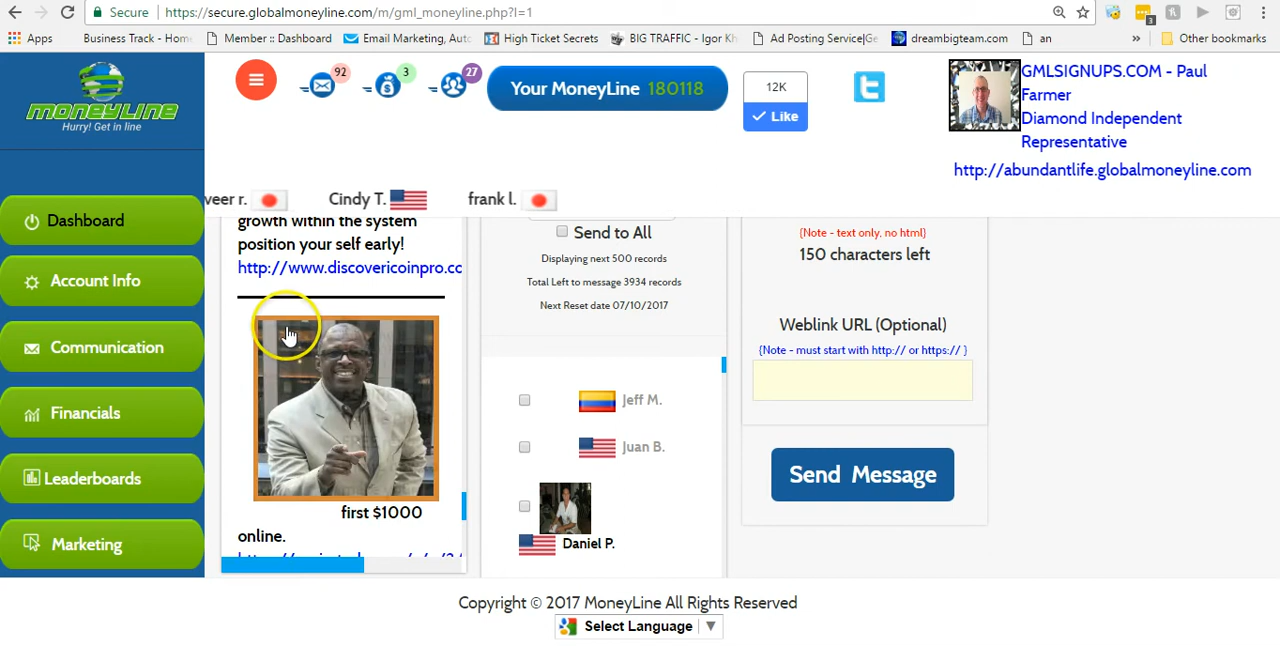 Secure https://secure.globalmoneyline.com/m/gml_moneyline.php?l=1
Apps Business Track - Hom Member :: Dashboard Email Marketing, Aut High Ticket Secrets BIG TRAFFIC - Igor Kh Ad Posting Service|Ge dreambigteam.com an » Other bookmarks
MONEYLINE
Hurry! Get in line
92
3
27
Your MoneyLine 180118
12K
Like
GMLSIGNUPS.COM - Paul
Farmer
Diamond Independent
Representative
http://abundantlife.globalmoneyline.com
veer r. Cindy T. frank l.
Dashboard
Account Info
Communication
Financials
Leaderboards
Marketing
growth within the system
position your self early!
http://www.discovericoinpro.co
first $1000
online.
Send to All
Displaying next 500 records
Total Left to message 3934 records
Next Reset date 07/10/2017
Jeff M.
Juan B.
Daniel P.
{Note - text only, no html}
150 characters left
Weblink URL (Optional)
{Note - must start with http:// or https:// }
Send Message
Copyright © 2017 MoneyLine All Rights Reserved
Select Language ▼